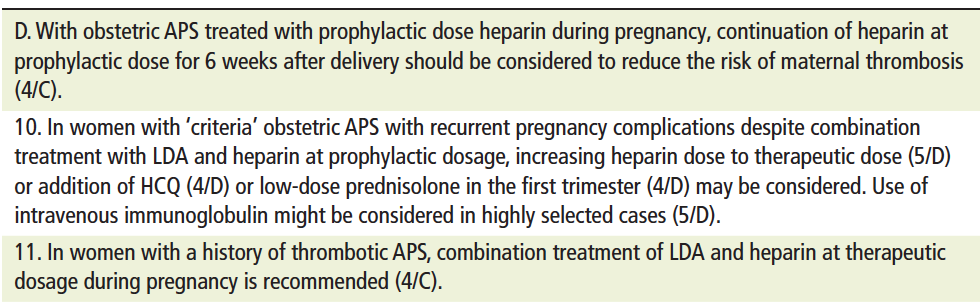 D. With obstetric APS treated with prophylactic dose heparin during pregnancy, continuation of heparin at
prophylactic dose for 6 weeks after delivery should be considered to reduce the risk of maternal thrombosis
(4/C).
10. In women with ‘criteria’ obstetric APS with recurrent pregnancy complications despite combination
treatment with LDA and heparin at prophylactic dosage, increasing heparin dose to therapeutic dose (5/D)
or addition of HCQ (4/D) or low-dose prednisolone in the first trimester (4/D) may be considered. Use of
intravenous immunoglobulin might be considered in highly selected cases (5/D).
11. In women with a history of thrombotic APS, combination treatment of LDA and heparin at therapeutic
dosage during pregnancy is recommended (4/C).